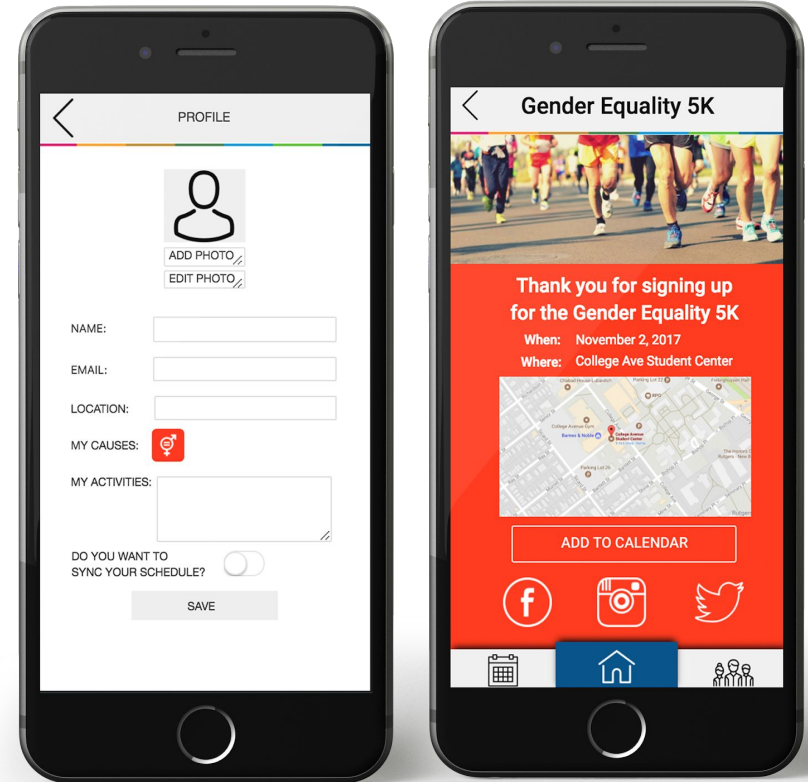 PROFILE
ADD PHOTO
EDIT PHOTO
NAME:
EMAIL:
LOCATION:
MY CAUSES:
MY ACTIVITIES:
DO YOU WANT TO
SYNC YOUR SCHEDULE?
SAVE
Gender Equality 5K
Thank you for signing up
for the Gender Equality 5K
When: November 2, 2017
Where: College Ave Student Center
Parking Lot
College Avenue Gym
Barnes & Noble
College Avenue
Student Center
Parking Lot 26
Rutgers
ADD TO CALENDAR